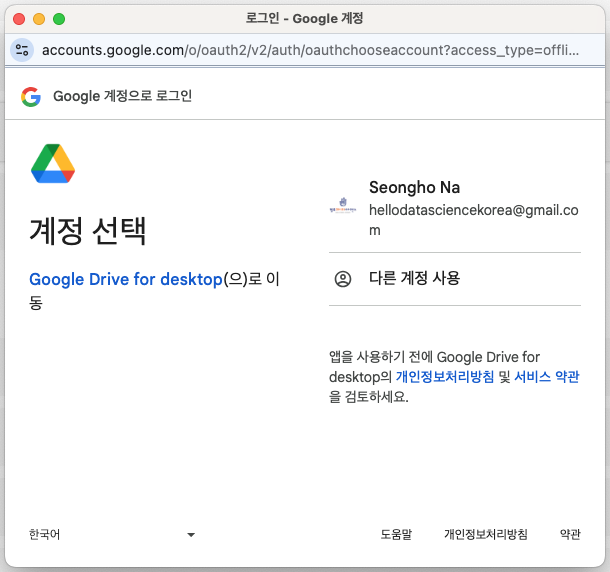 로그인 - Google 계정
accounts.google.com/o/oauth2/v2/auth/oauthchooseaccount?access_type=offli...
Google 계정으로 로그인
계정 선택
Google Drive for desktop(으)로 이
동
Seongho Na
hellodatasciencekorea@gmail.co
m
다른 계정 사용
앱을 사용하기 전에 Google Drive for
desktop의 개인정보처리방침 및 서비스 약관
을 검토하세요.
한국어
도움말
개인정보처리방침
약관